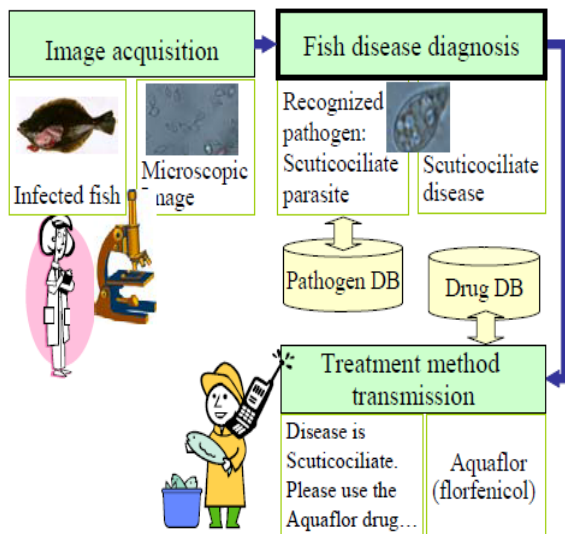 Image acquisition
Fish disease diagnosis
Infected fish
Microscopic
Image
Recognized
pathogen:
Scuticociliate
parasite
Scuticociliate
disease
Pathogen DB
Drug DB
Treatment method
transmission
Disease is
Scuticociliate.
Please use the
Aquaflor drug…
Aquaflor
(florfenicol)